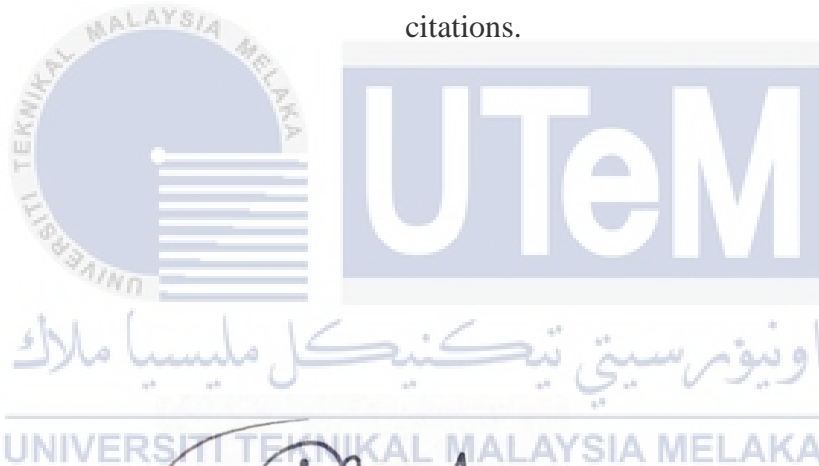 citations.
UNIVERSITI TEKNIKAL MALAYSIA MELAKA
UTeM
اونيۏرسيتي تيكنيكل مليسيا ملاك
UNIVERSITI TEKNIKAL MALAYSIA MELAKA